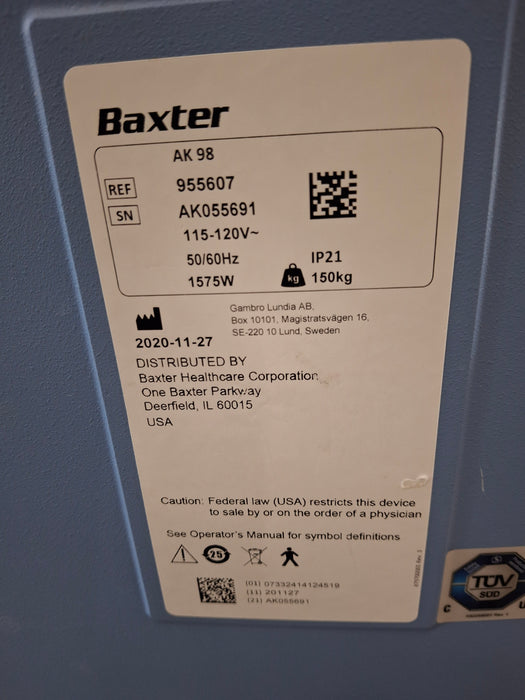 Baxter
AK 98
REF 955607
SN AK055691
115-120V~
50/60Hz IP21
1575W kg 150kg
Gambro Lundia AB,
Box 10101, Magistratsvägen 16,
SE-220 10 Lund, Sweden
2020-11-27
DISTRIBUTED BY
Baxter Healthcare Corporation
One Baxter Parkway
Deerfield, IL 60015
USA
Caution: Federal law (USA) restricts this device
to sale by or on the order of a physician
See Operator's Manual for symbol definitions
25
(01) 07332414124519
(11) 201127
(21) AK055691
TÜV
SÜD
C